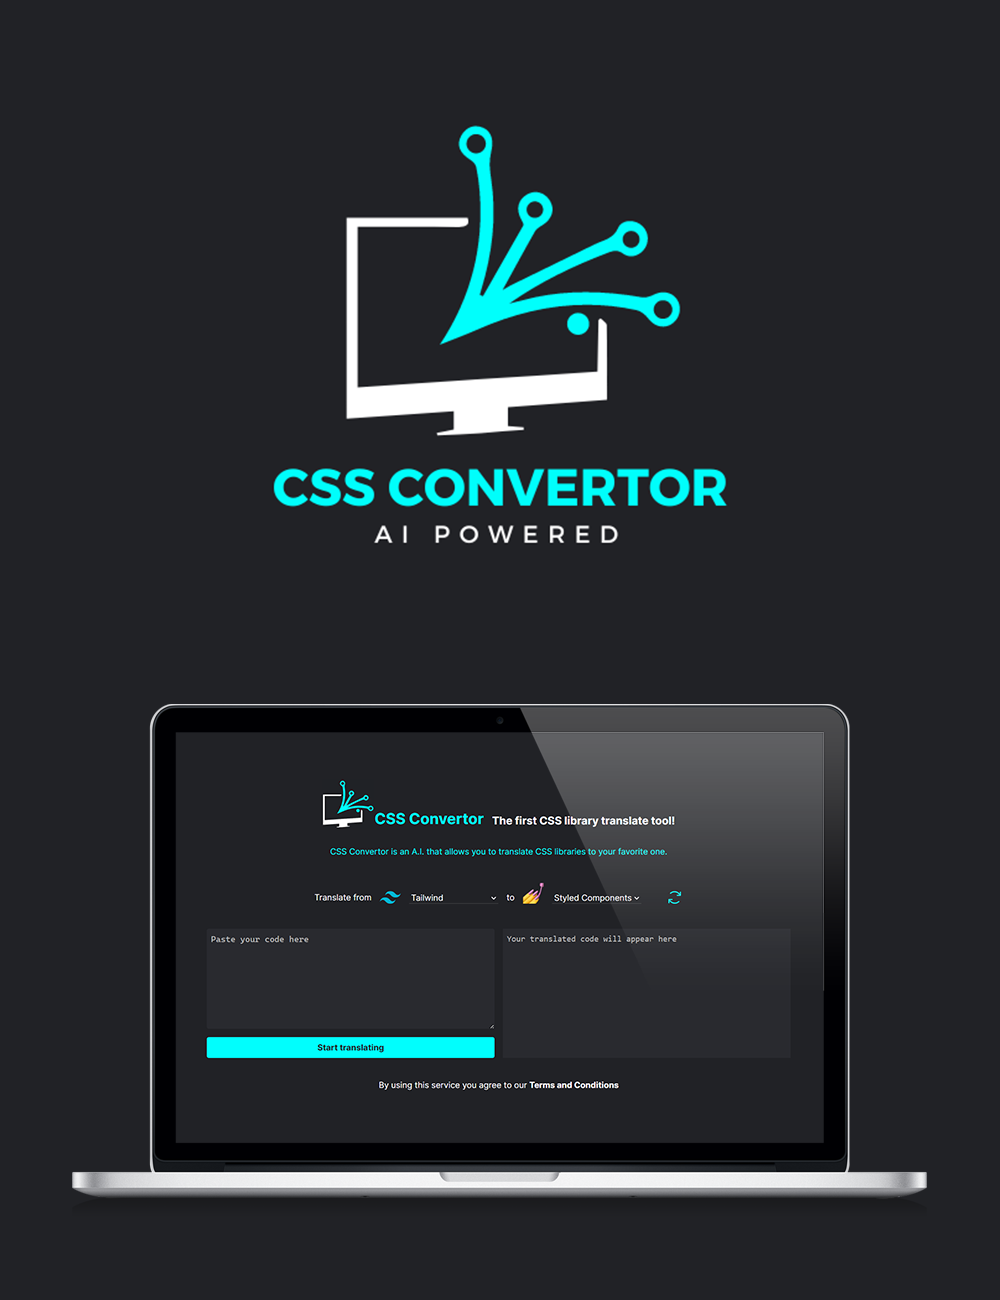 CSS CONVERTOR
AI POWERED
CSS Convertor The first CSS library translate tool!
CSS Convertor is an A.I. that allows you to translate CSS libraries to your favorite one.
Translate from Tailwind to Styled Components
Paste your code here
Your translated code will appear here
Start translating
By using this service you agree to our Terms and Conditions